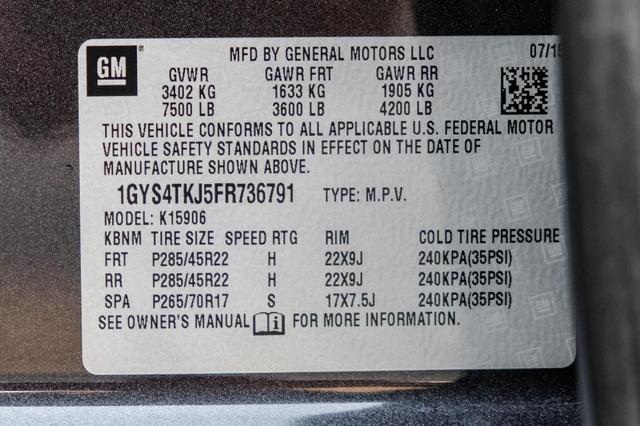 GM MFD BY GENERAL MOTORS LLC 07/15
GVWR GAWR FRT GAWR RR
3402 KG 1633 KG 1905 KG
7500 LB 3600 LB 4200 LB
THIS VEHICLE CONFORMS TO ALL APPLICABLE U.S. FEDERAL MOTOR
VEHICLE SAFETY STANDARDS IN EFFECT ON THE DATE OF
MANUFACTURE SHOWN ABOVE.
1GYS4TKJ5FR736791 TYPE: M.P.V.
MODEL: K15906
KBNM TIRE SIZE SPEED RTG RIM COLD TIRE PRESSURE
FRT P285/45R22 H 22X9J 240KPA(35PSI)
RR P285/45R22 H 22X9J 240KPA(35PSI)
SPA P265/70R17 S 17X7.5J 240KPA(35PSI)
SEE OWNER'S MANUAL i FOR MORE INFORMATION.